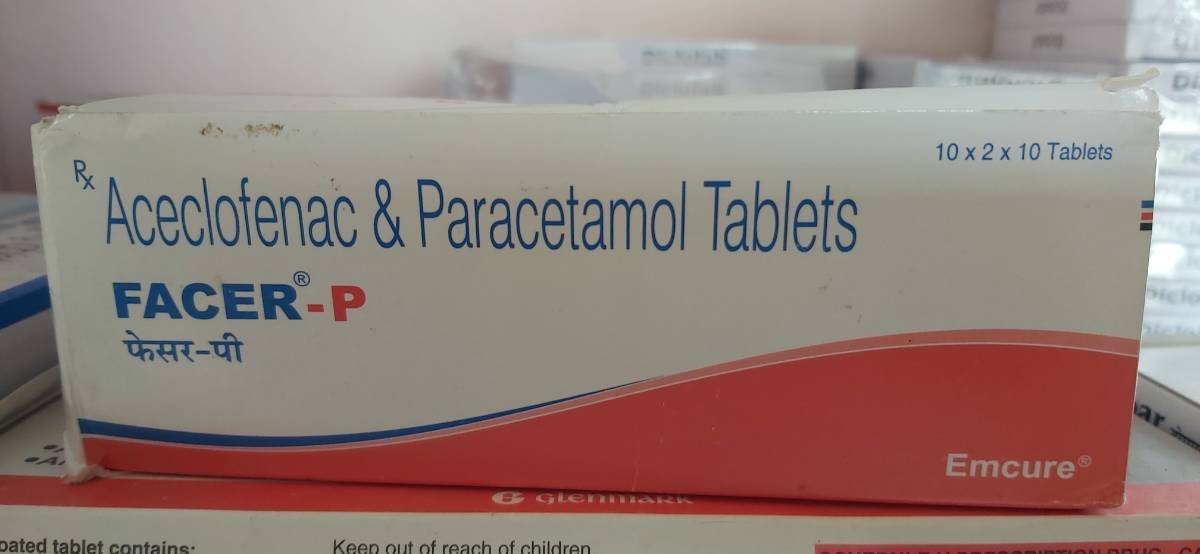 10 x 2 x 10 Tablets
Rx
Aceclofenac & Paracetamol Tablets
FACER®-P
फेसर-पी
Emcure®
Glenmark
tablet contains:
Keep out of reach of children